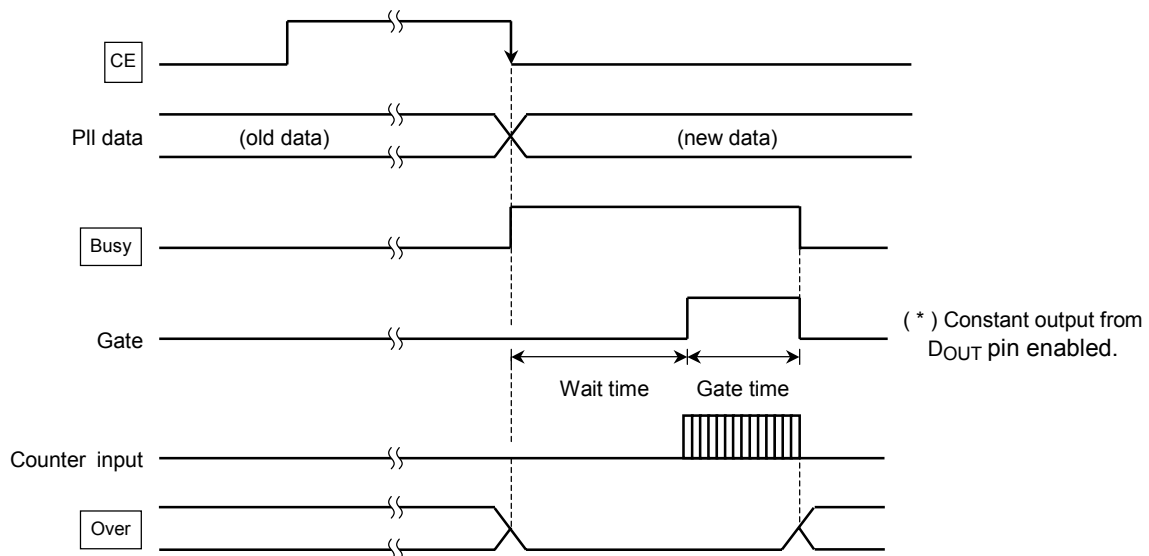 CE
Pll data
(old data)
(new data)
Busy
Gate
( * ) Constant output from
DOUT pin enabled.
Wait time
Gate time
Counter input
Over